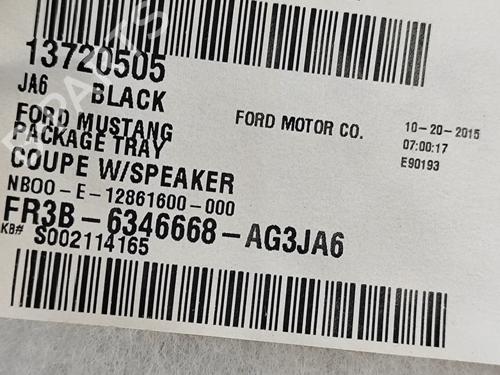 13720505
JA6 BLACK
FORD MUSTANG
PACKAGE TRAY
COUPE W/SPEAKER
NB00-E-12861600-000
FR3B-6346668-AG3JA6
KB# S002114165
FORD MOTOR CO.
10-20-2015
07:00:17
E90193